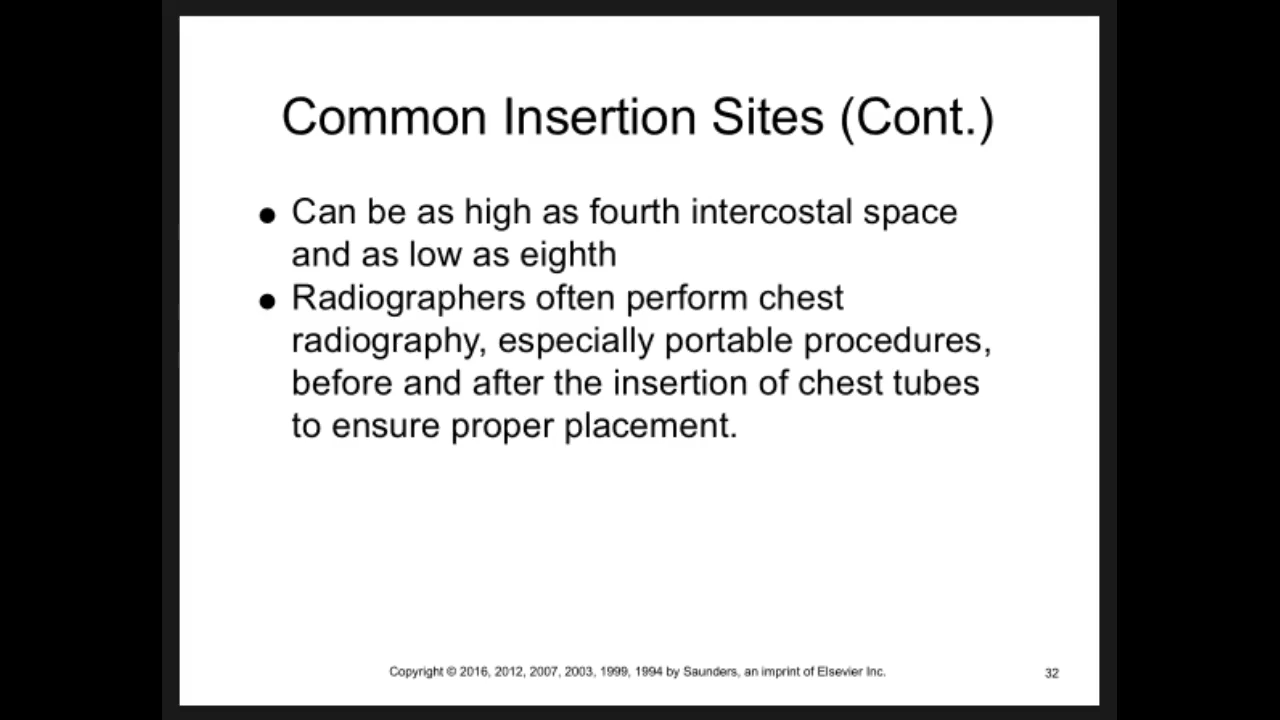 Common Insertion Sites (Cont.)
● Can be as high as fourth intercostal space
and as low as eighth
● Radiographers often perform chest
radiography, especially portable procedures,
before and after the insertion of chest tubes
to ensure proper placement.
Copyright © 2016, 2012, 2007, 2003, 1999, 1994 by Saunders, an imprint of Elsevier Inc.
32